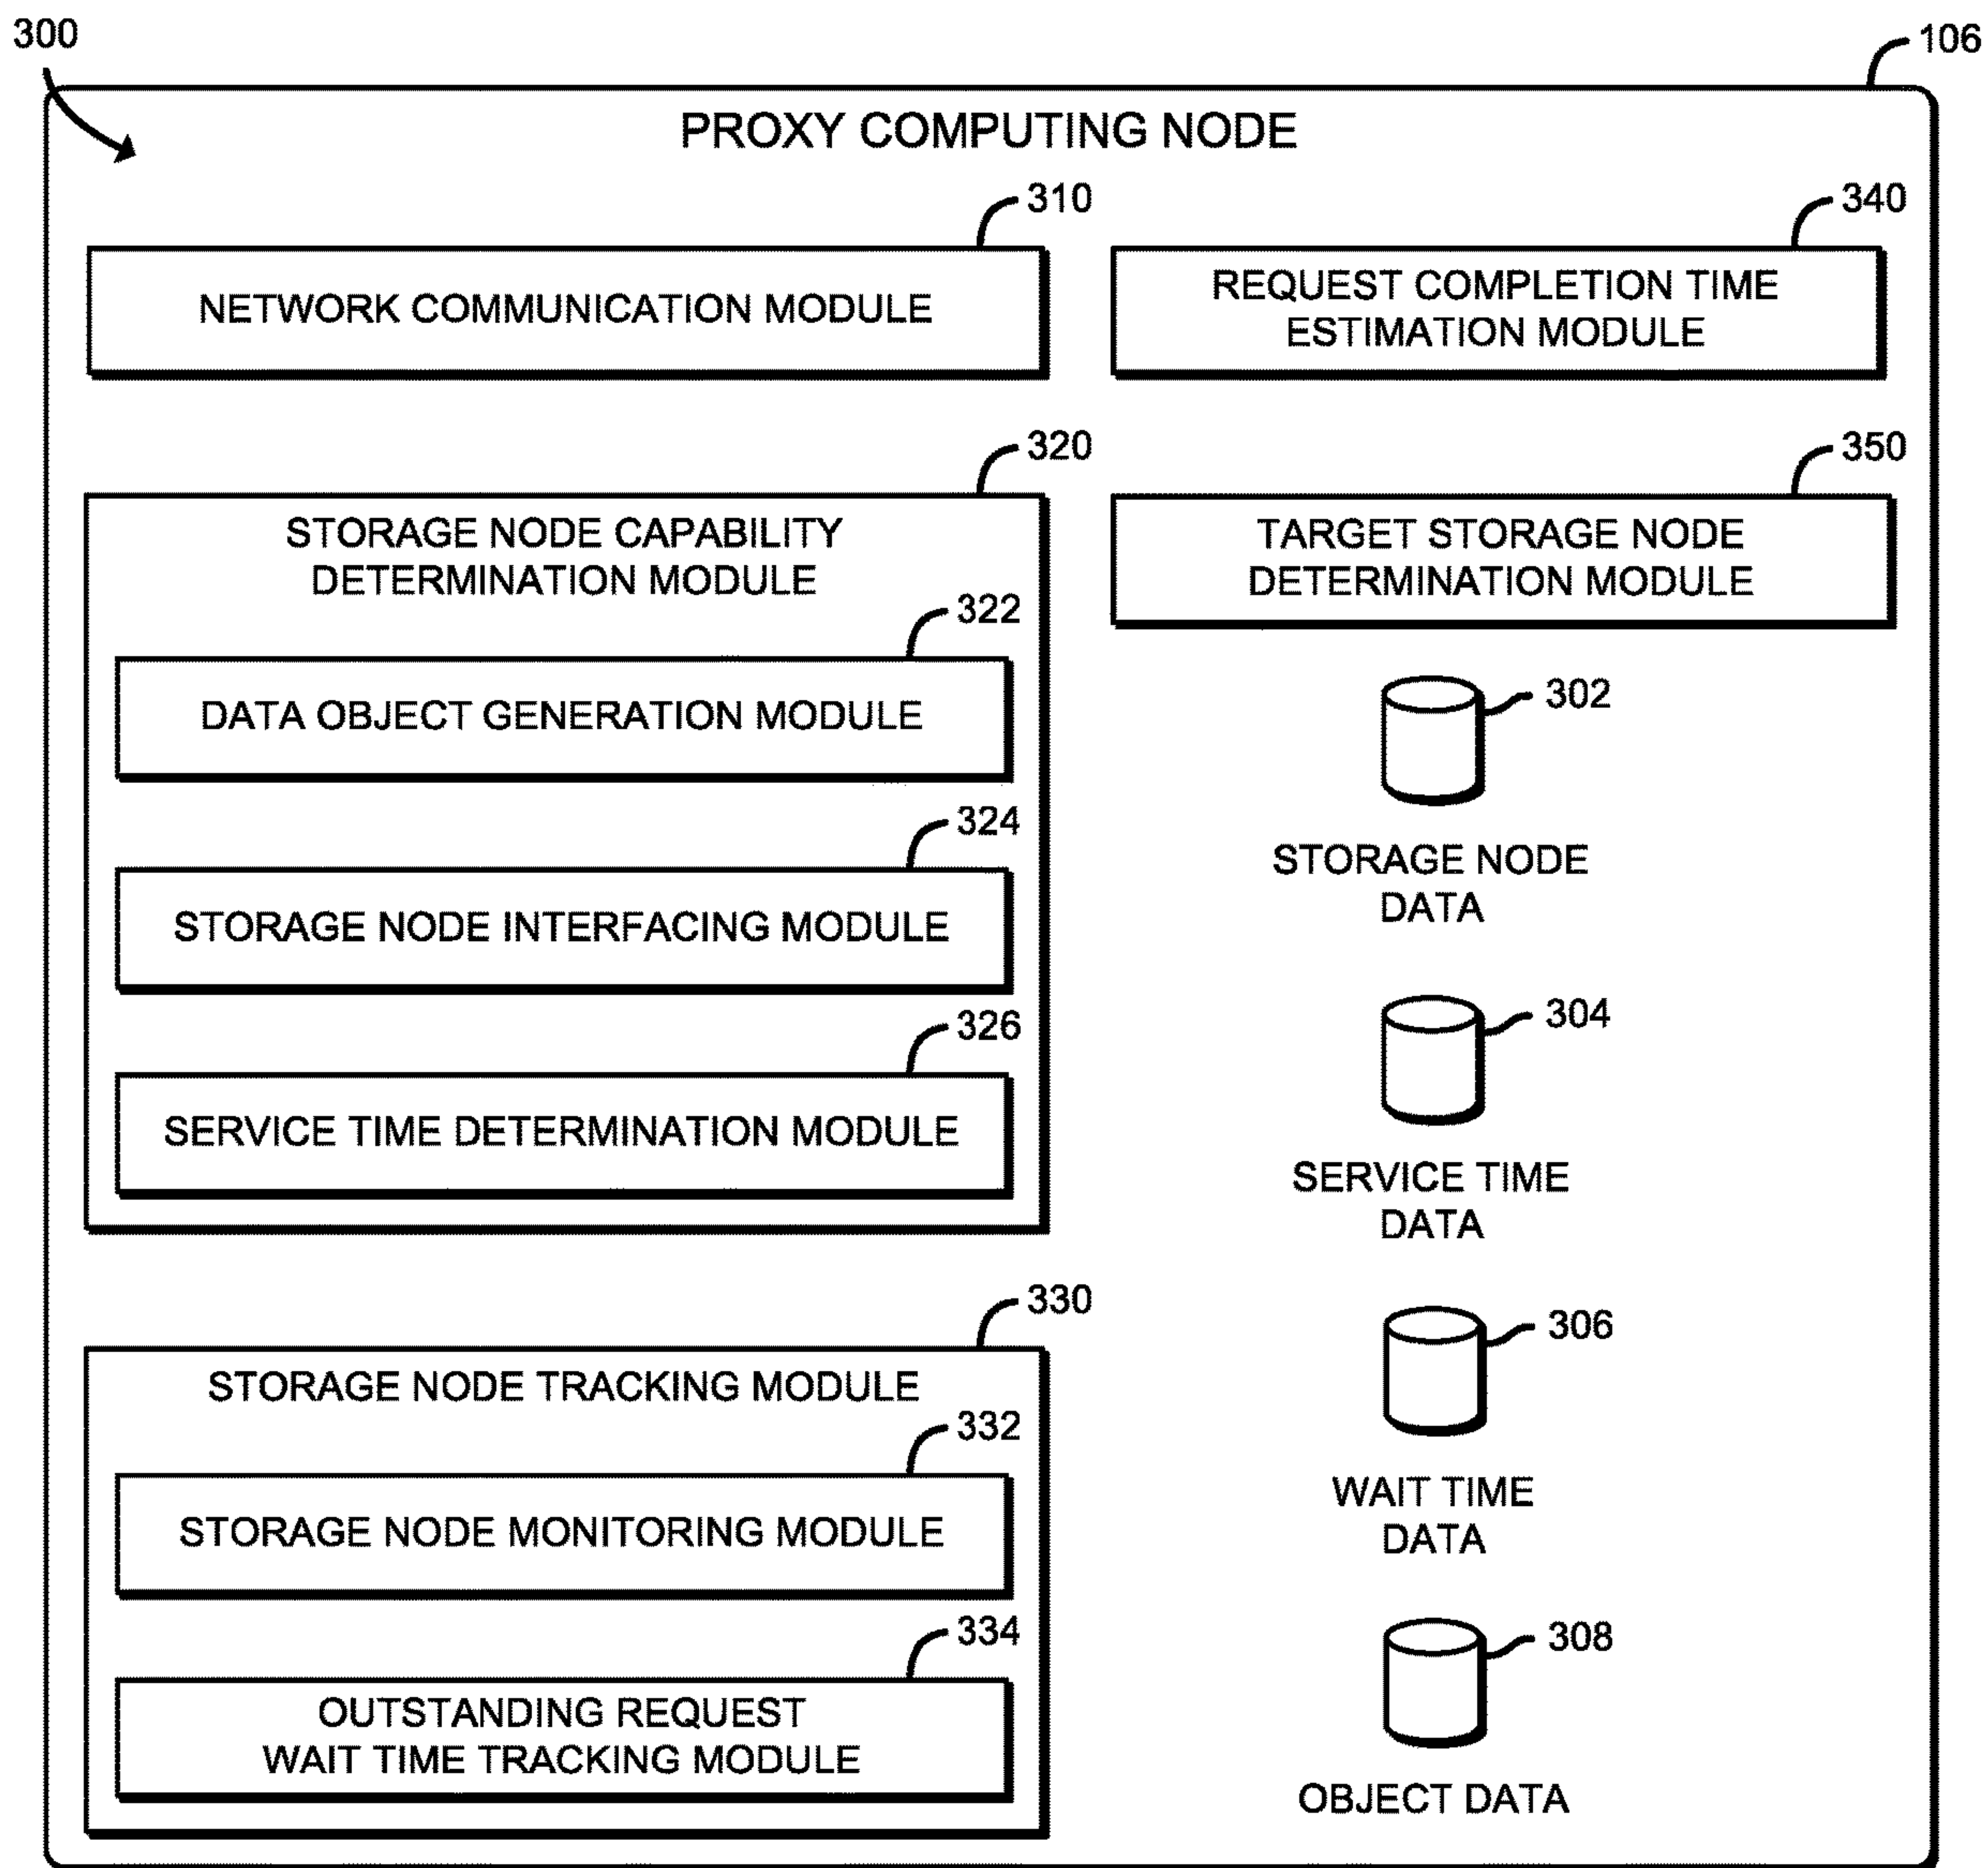 300
106
PROXY COMPUTING NODE
310
NETWORK COMMUNICATION MODULE
340
REQUEST COMPLETION TIME
ESTIMATION MODULE
320
STORAGE NODE CAPABILITY
DETERMINATION MODULE
322
DATA OBJECT GENERATION MODULE
324
STORAGE NODE INTERFACING MODULE
326
SERVICE TIME DETERMINATION MODULE
330
STORAGE NODE TRACKING MODULE
332
STORAGE NODE MONITORING MODULE
334
OUTSTANDING REQUEST
WAIT TIME TRACKING MODULE
350
TARGET STORAGE NODE
DETERMINATION MODULE
302
STORAGE NODE
DATA
304
SERVICE TIME
DATA
306
WAIT TIME
DATA
308
OBJECT DATA